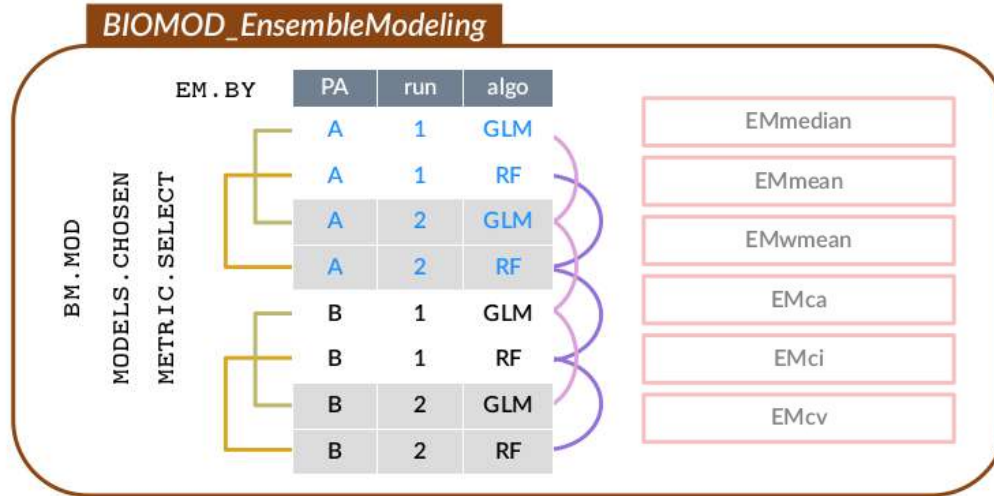 BIOMOD_EnsembleModeling
EM.BY
PA run algo
A 1 GLM
A 1 RF
A 2 GLM
A 2 RF
B 1 GLM
B 1 RF
B 2 GLM
B 2 RF
BM.MOD
MODELS.CHOSEN
METRIC.SELECT
EMmedian
EMmean
EMwmean
EMca
EMci
EMcv